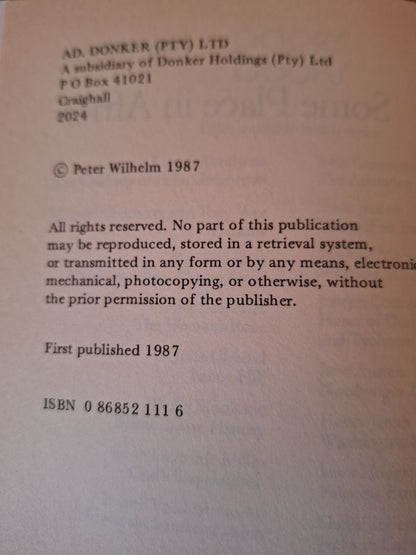 AD. DONKER (PTY) LTD
A subsidiary of Donker Holdings (Pty) Ltd
P O Box 41021
Craighall
2024
© Peter Wilhelm 1987
All rights reserved. No part of this publication
may be reproduced, stored in a retrieval system,
or transmitted in any form or by any means, electronic
mechanical, photocopying, or otherwise, without
the prior permission of the publisher.
First published 1987
ISBN 0 86852 111 6